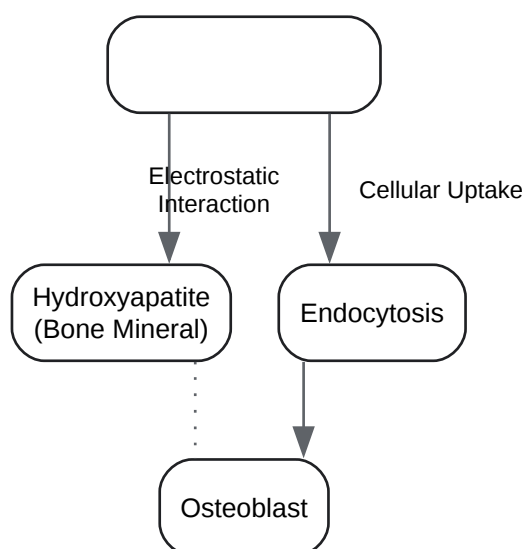 Electrostatic
Interaction
Cellular Uptake
Hydroxyapatite
(Bone Mineral)
Endocytosis
Osteoblast